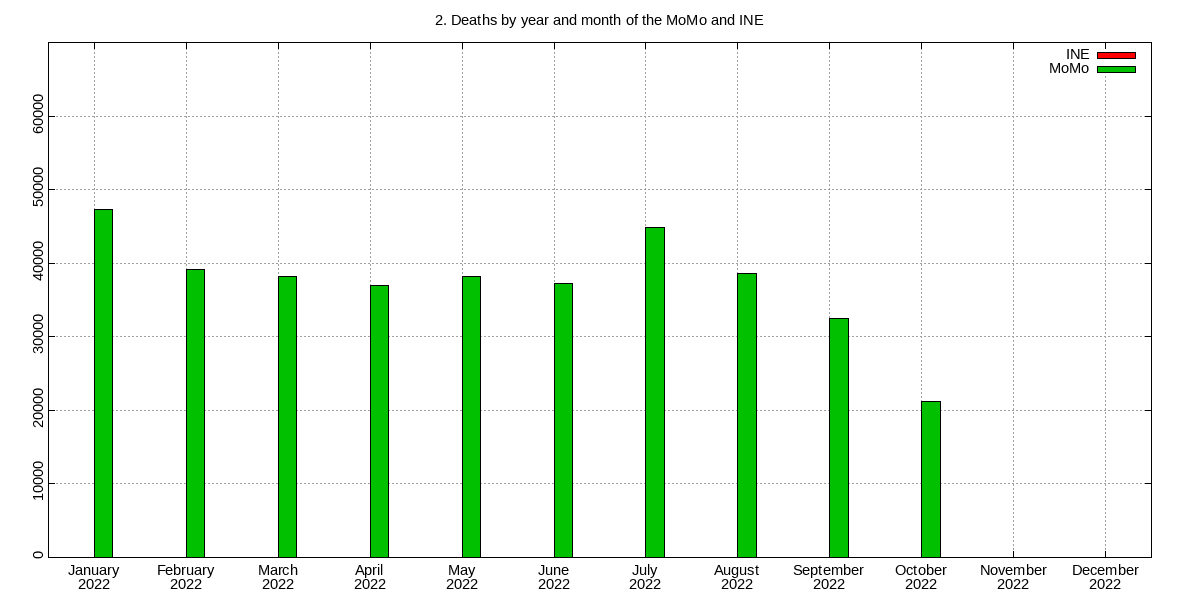 2. Deaths by year and month of the MoMo and INE
INE
MoMo
60000
50000
40000
30000
20000
10000
0
January February March April May June July August September October November December
2022 2022 2022 2022 2022 2022 2022 2022 2022 2022 2022 2022